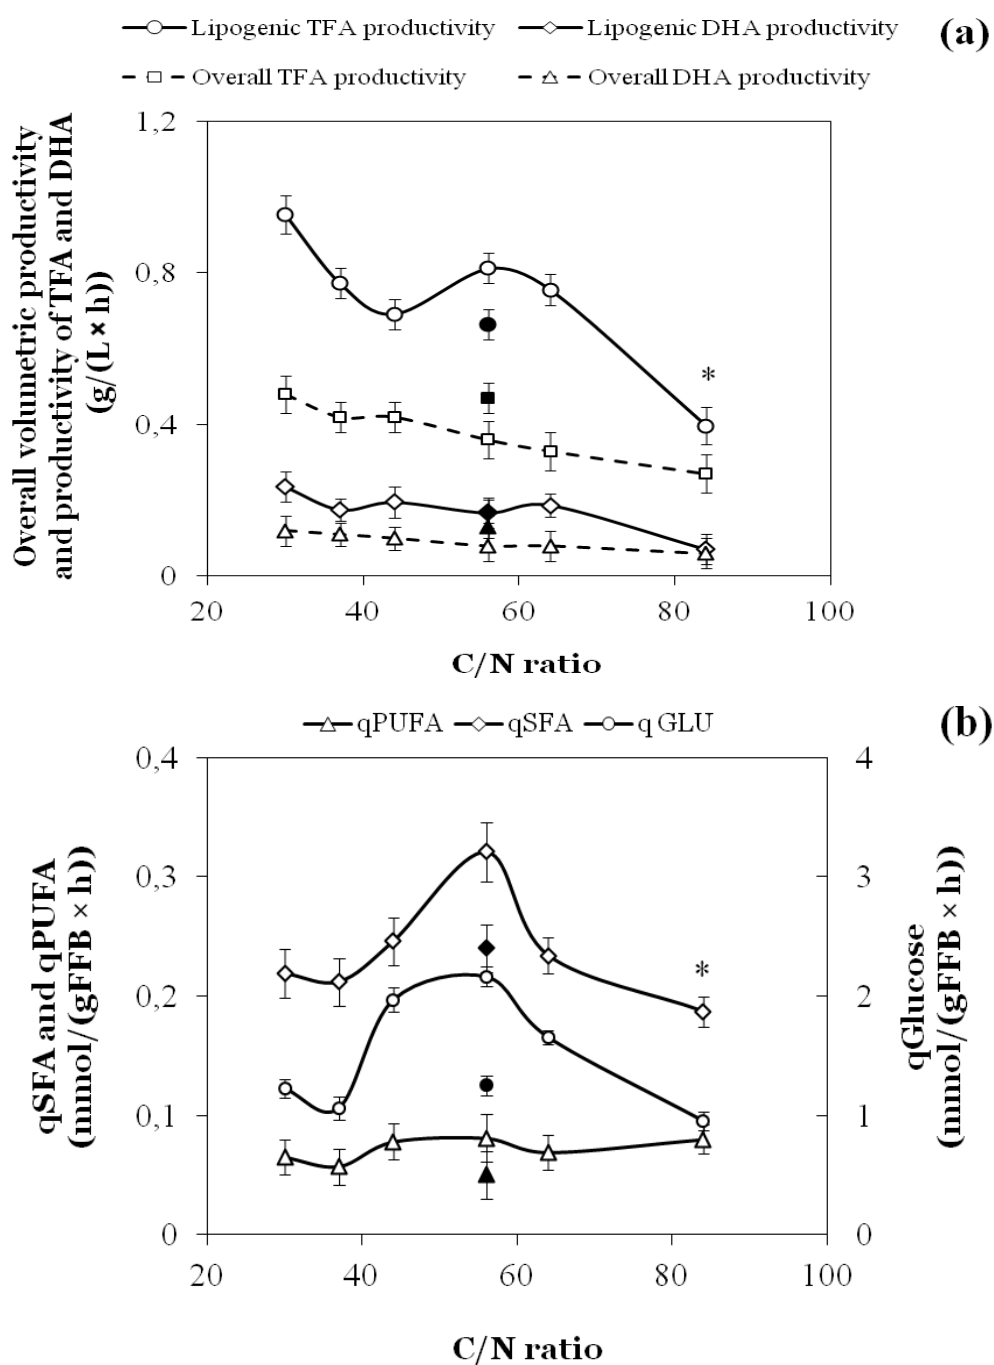 Lipogenic TFA productivity
Lipogenic DHA productivity
(a)
Overall TFA productivity
Overall DHA productivity
Overall volumetric productivity
and productivity of TFA and DHA
(g/(L × h))
1,2
0,8
0,4
0
*
20
40
60
80
100
C/N ratio
(b)
qPUFA
qSFA
q GLU
qSFA and qPUFA
(mmol/(gFFB × h))
0,4
0,3
0,2
0,1
0
*
4
3
2
1
0
qGlucose
(mmol/(gFFB × h))
20
40
60
80
100
C/N ratio